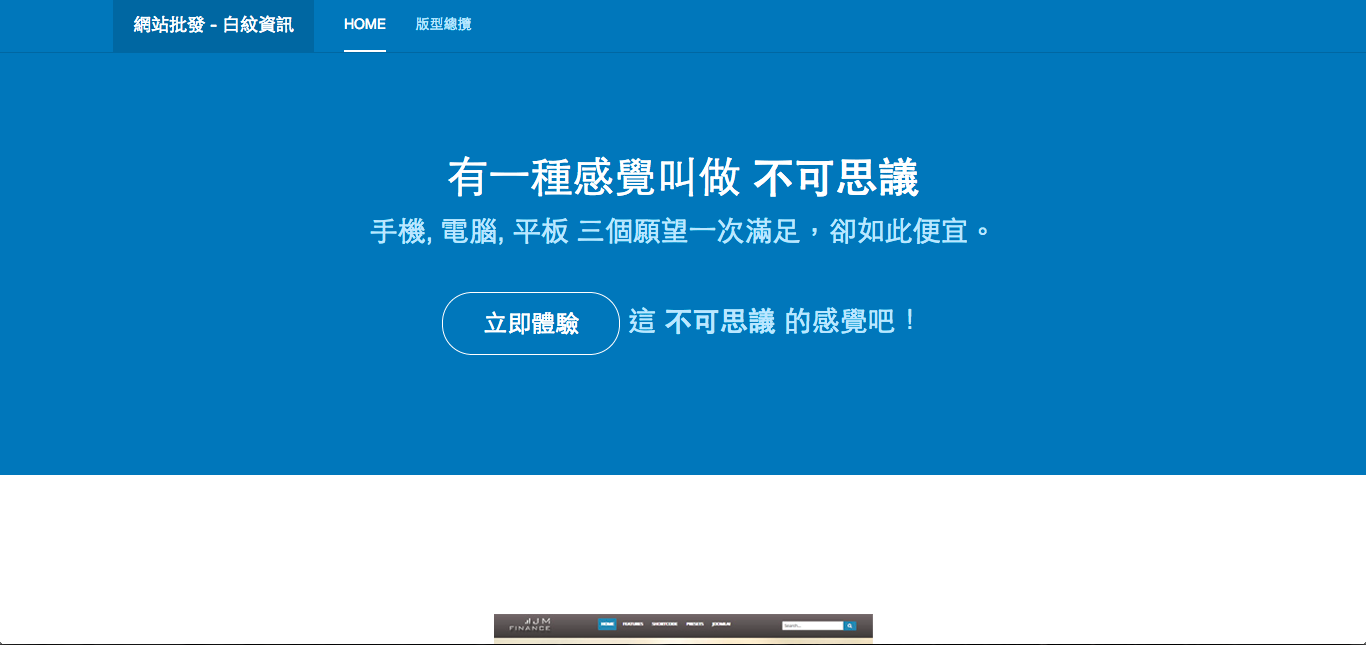 網站批發 - 白紋資訊 HOME 版型總攬
有一種感覺叫做 不可思議
手機, 電腦, 平板 三個願望一次滿足，卻如此便宜。
立即體驗 這 不可思議 的感覺吧！
JM FINANCE HOME FEATURES SHORTCODE PRESETS JOOMLA! Search...